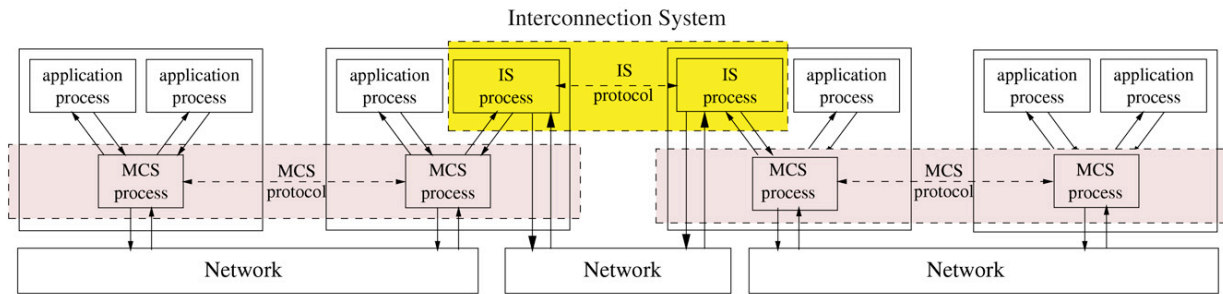 Interconnection System
application
process
application
process
application
process
IS
process
IS
protocol
IS
process
application
process
application
process
application
process
MCS
process
MCS
protocol
MCS
process
MCS
process
MCS
protocol
MCS
process
Network
Network
Network